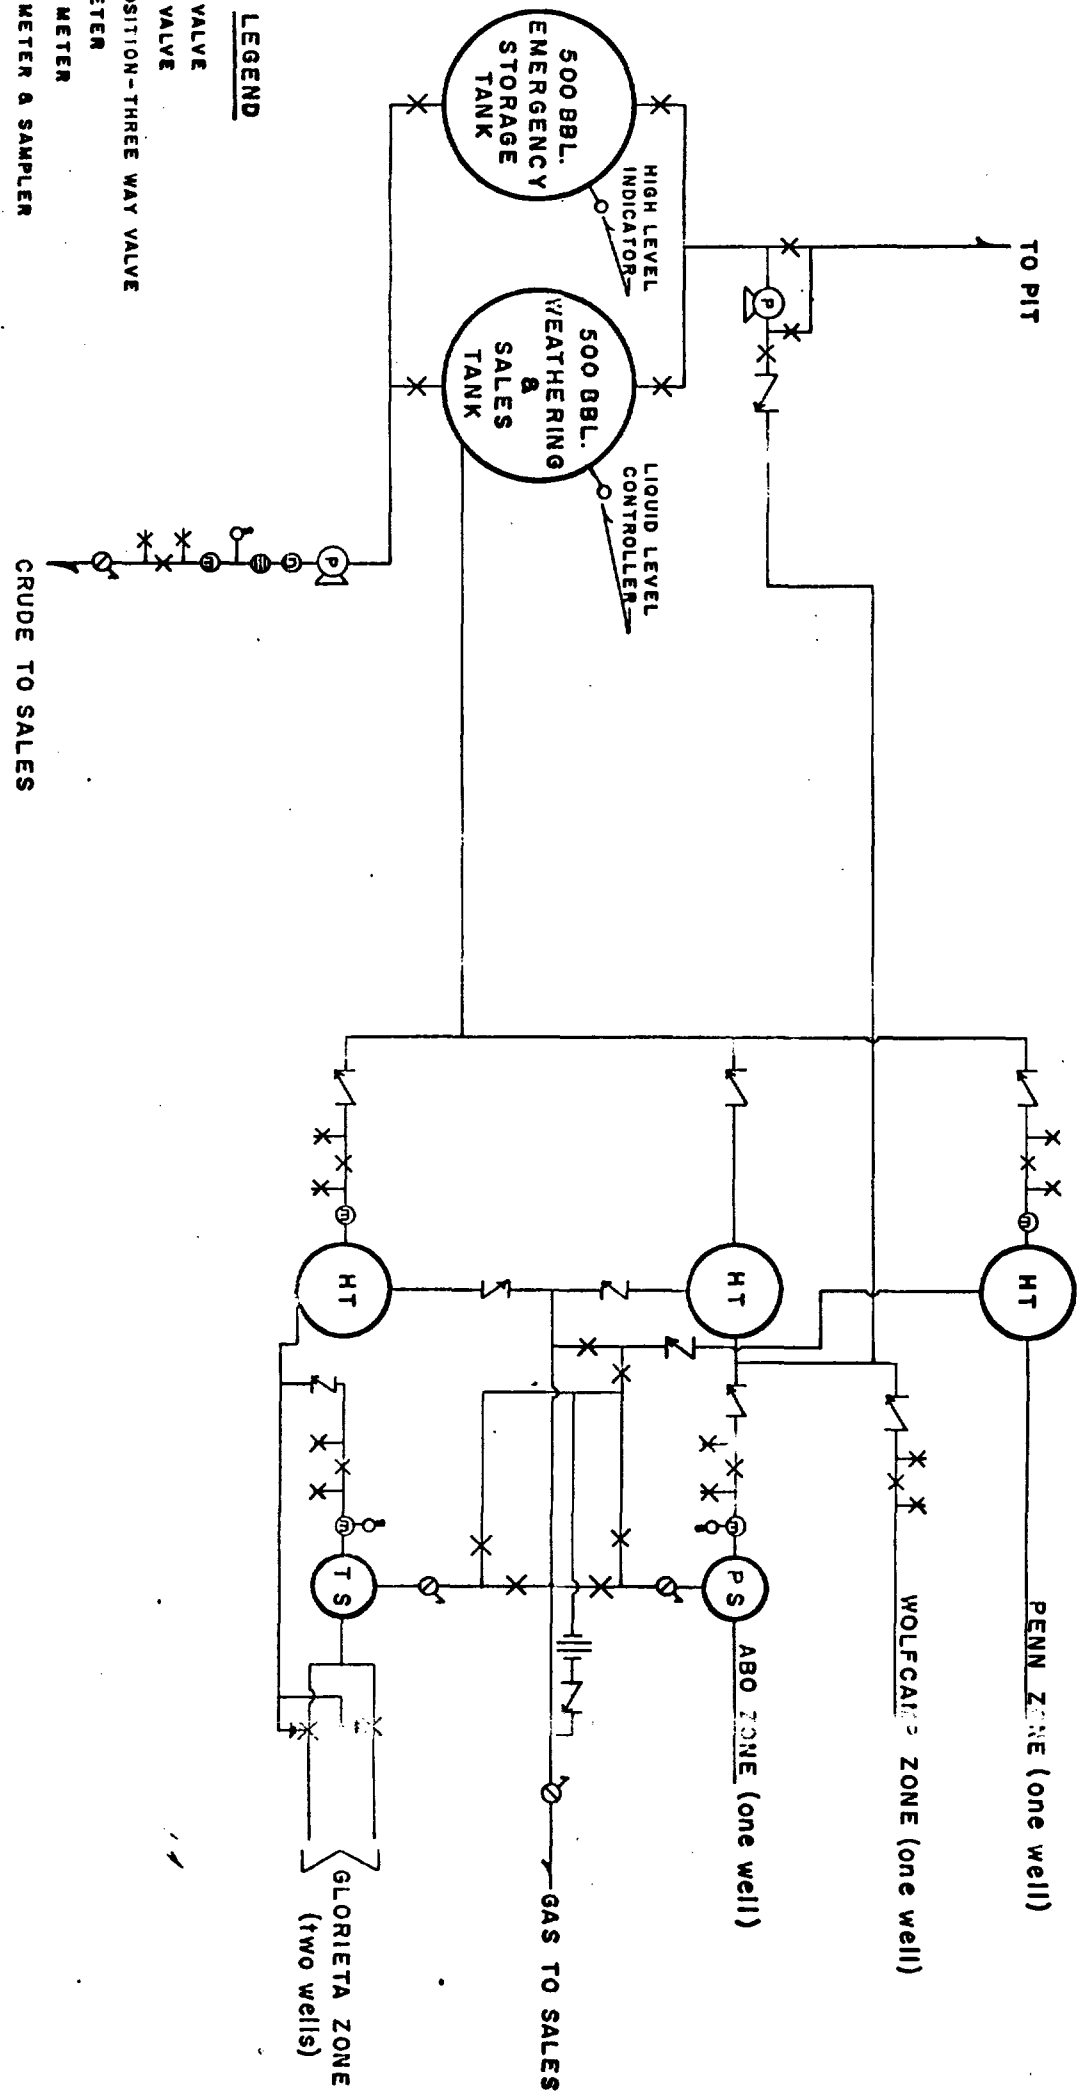 TO PIT
500 BBL.
EMERGENCY
STORAGE
TANK
HIGH LEVEL
INDICATOR
500 BBL.
WEATHERING
&
SALES
TANK
LIQUID LEVEL
CONTROLLER
P
P
CRUDE TO SALES
LEGEND
VALVE
VALVE
OSITION-THREE WAY VALVE
ETER
METER
METER & SAMPLER
HT
HT
HT
PS
TS
m
m
m
m
m
n
PENN ZONE (one well)
WOLFCAMP ZONE (one well)
ABO ZONE (one well)
GAS TO SALES
GLORIETA ZONE
(two wells)